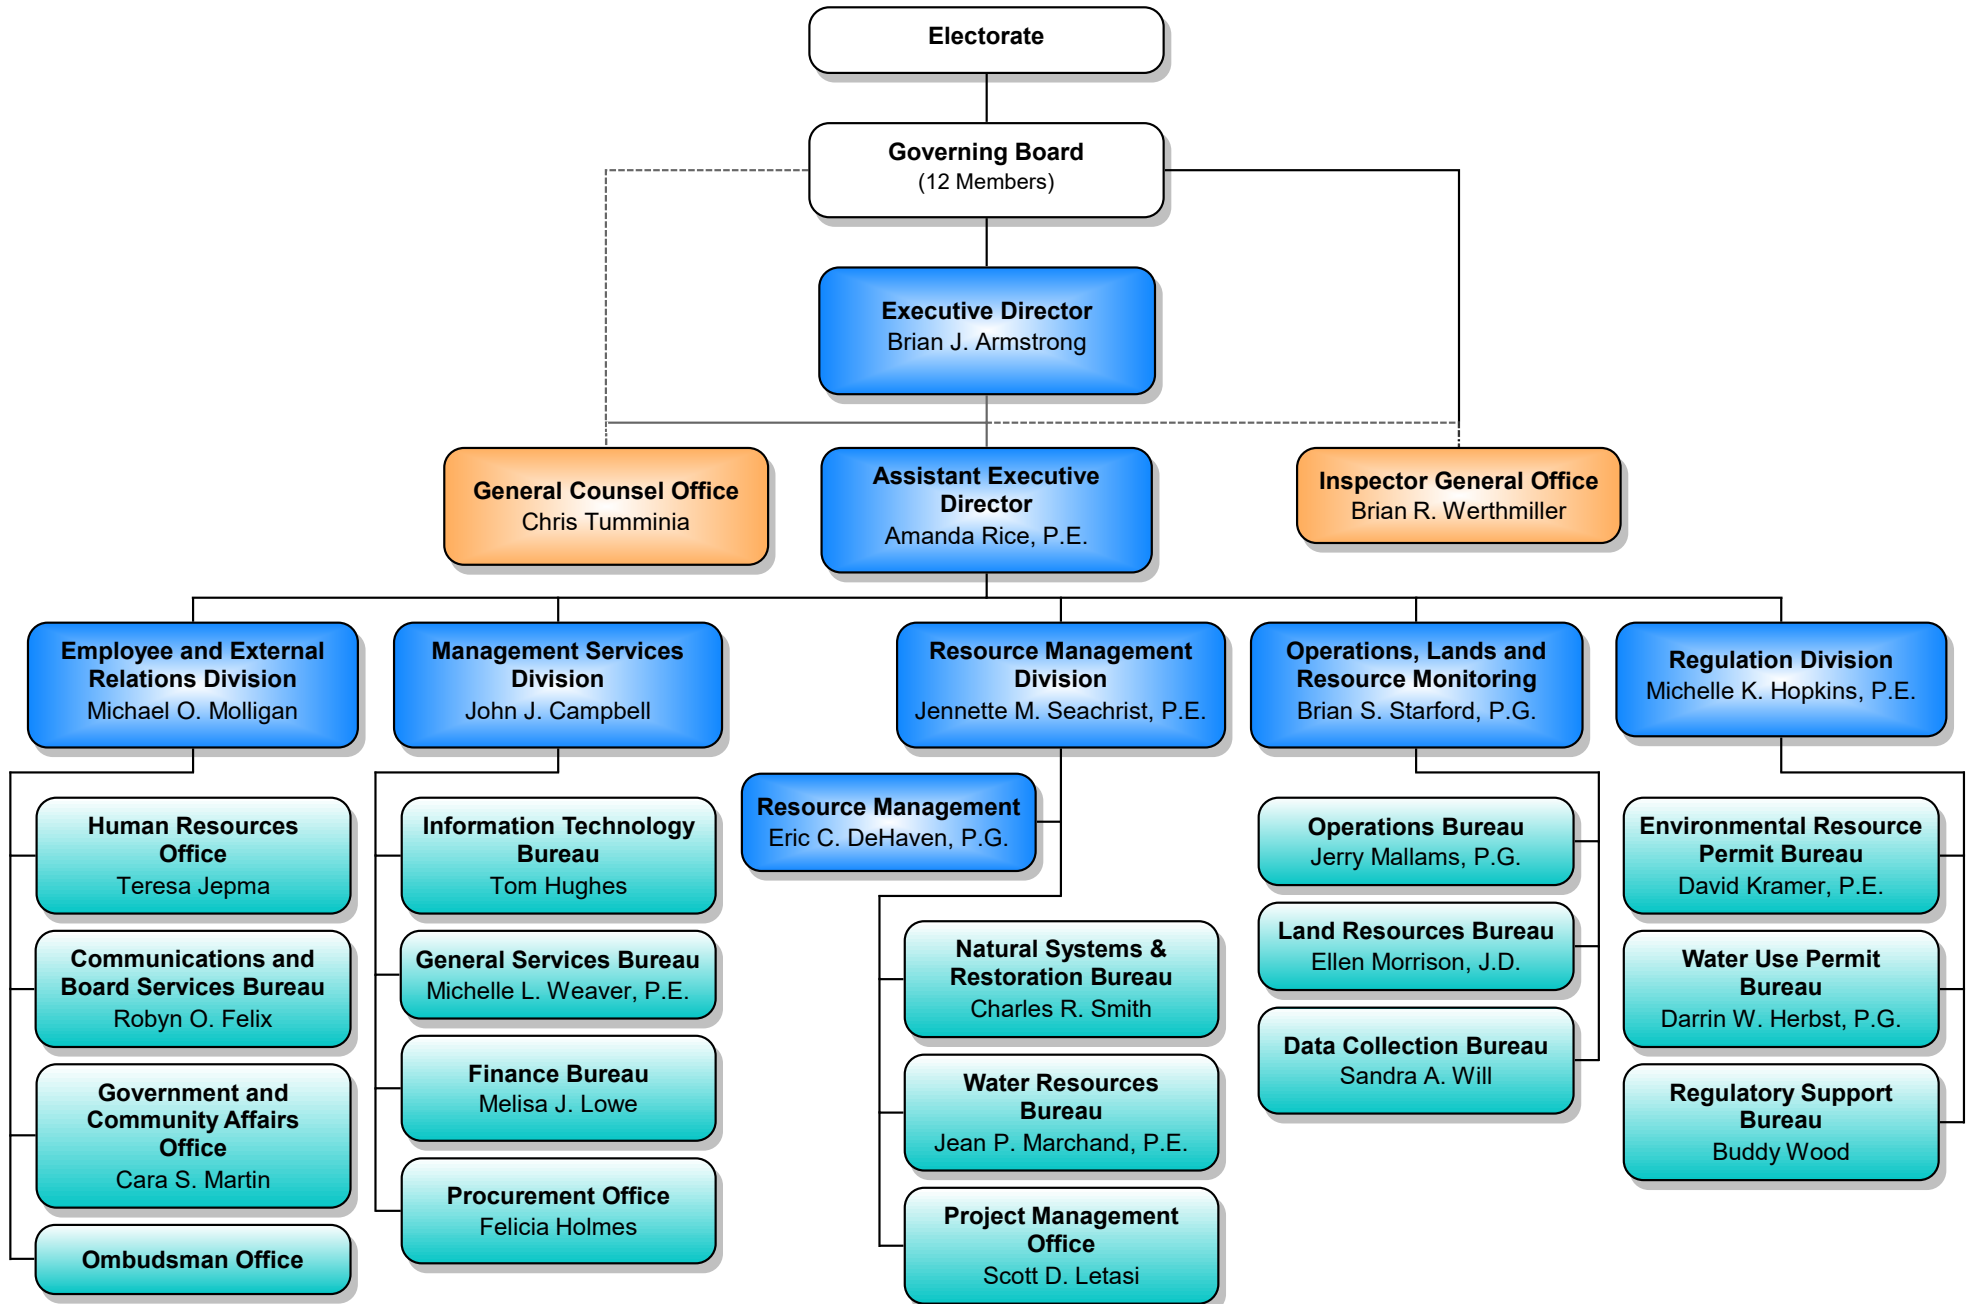 Electorate
Governing Board
(12 Members)
Executive Director
Brian J. Armstrong
General Counsel Office
Chris Tumminia
Assistant Executive
Director
Amanda Rice, P.E.
Inspector General Office
Brian R. Werthmiller
Employee and External
Relations Division
Michael O. Molligan
Management Services
Division
John J. Campbell
Resource Management
Division
Jennette M. Seachrist, P.E.
Operations, Lands and
Resource Monitoring
Brian S. Starford, P.G.
Regulation Division
Michelle K. Hopkins, P.E.
Human Resources
Office
Teresa Jepma
Communications and
Board Services Bureau
Robyn O. Felix
Government and
Community Affairs
Office
Cara S. Martin
Ombudsman Office
Information Technology
Bureau
Tom Hughes
General Services Bureau
Michelle L. Weaver, P.E.
Finance Bureau
Melisa J. Lowe
Procurement Office
Felicia Holmes
Resource Management
Eric C. DeHaven, P.G.
Natural Systems &
Restoration Bureau
Charles R. Smith
Water Resources
Bureau
Jean P. Marchand, P.E.
Project Management
Office
Scott D. Letasi
Operations Bureau
Jerry Mallams, P.G.
Land Resources Bureau
Ellen Morrison, J.D.
Data Collection Bureau
Sandra A. Will
Environmental Resource
Permit Bureau
David Kramer, P.E.
Water Use Permit
Bureau
Darrin W. Herbst, P.G.
Regulatory Support
Bureau
Buddy Wood